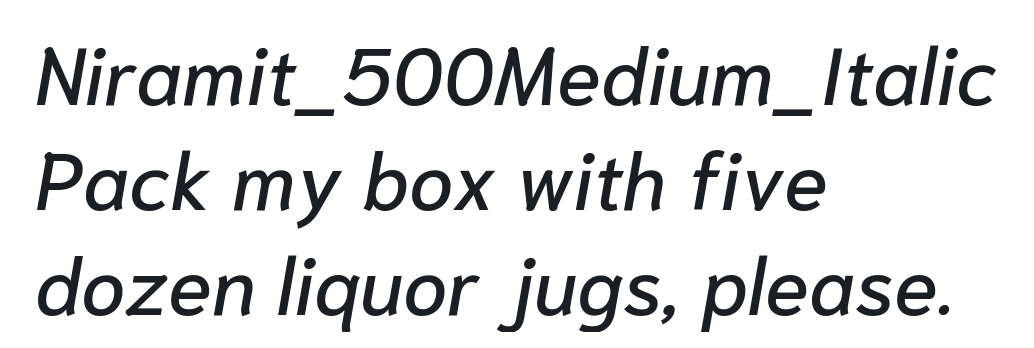 Niramit_500Medium_Italic
Pack my box with five
dozen liquor jugs, please.